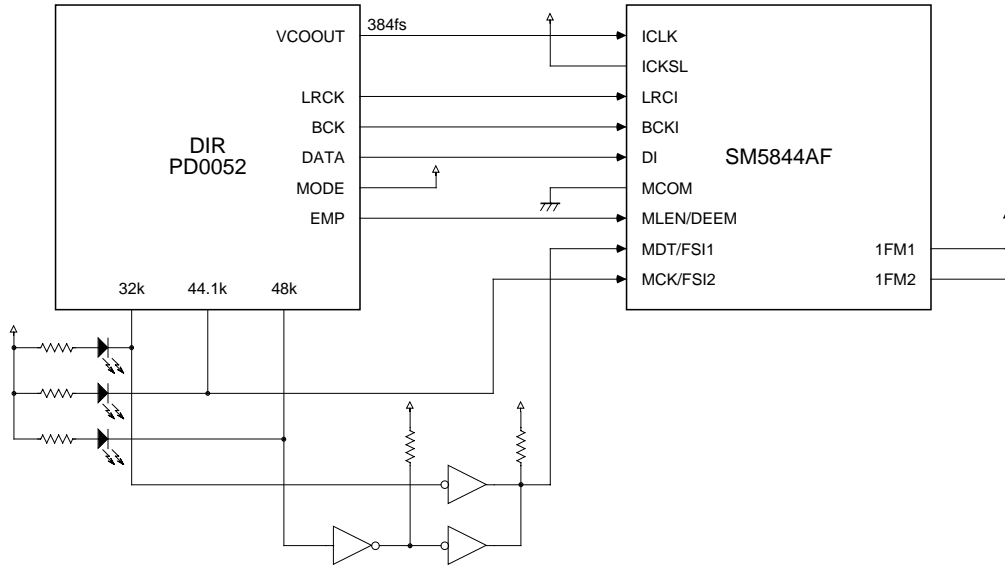 384fs
VCOOUT
LRCK
BCK
DATA
MODE
EMP
DIR
PD0052
32k
44.1k
48k
ICLK
ICKSL
LRCI
BCKI
DI
MCOM
MLEN/DEEM
MDT/FSI1
MCK/FSI2
SM5844AF
1FM1
1FM2